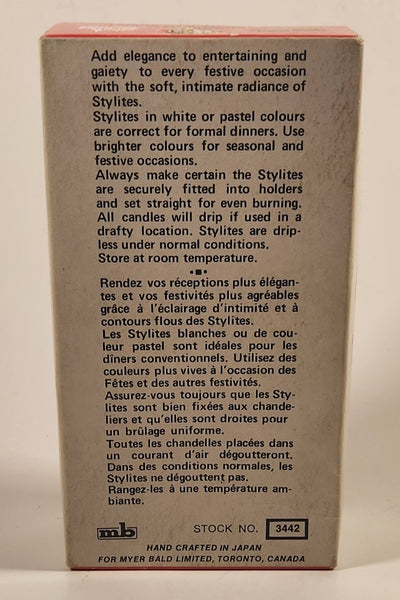 Add elegance to entertaining and
gaiety to every festive occasion
with the soft, intimate radiance of
Stylites.
Stylites in white or pastel colours
are correct for formal dinners. Use
brighter colours for seasonal and
festive occasions.
Always make certain the Stylites
are securely fitted into holders
and set straight for even burning.
All candles will drip if used in a
drafty location. Stylites are drip-
less under normal conditions.
Store at room temperature.
Rendez vos réceptions plus élégan-
tes et vos festivités plus agréables
grâce à l'éclairage d'intimité et à
contours flous des Stylites.
Les Stylites blanches ou de cou-
leur pastel sont idéales pour les
dîners conventionnels. Utilisez des
couleurs plus vives à l'occasion des
Fêtes et des autres festivités.
Assurez-vous toujours que les Sty-
lites sont bien fixées aux chande-
liers et qu'elles sont droites pour
un brûlage uniforme.
Toutes les chandelles placées dans
un courant d'air dégoutteront.
Dans des conditions normales, les
Stylites ne dégouttent pas.
Rangez-les à une température am-
biante.
mb STOCK NO. 3442
HAND CRAFTED IN JAPAN
FOR MYER BALD LIMITED, TORONTO, CANADA